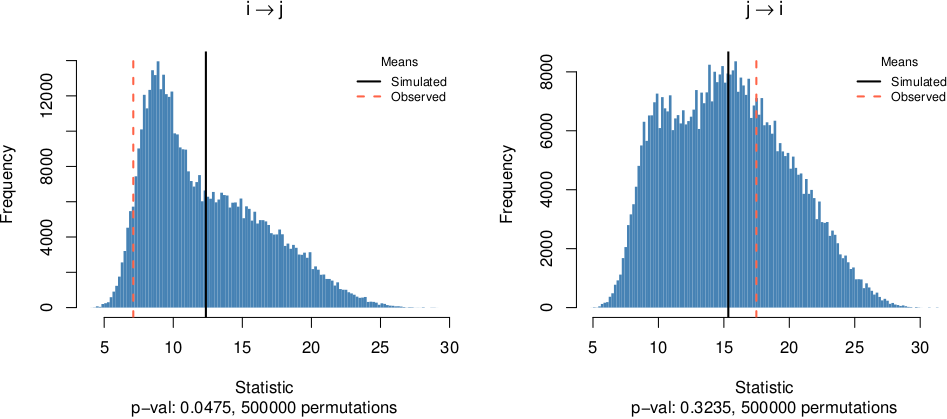 i → j
Frequency
12000
8000
4000
0
Means
Simulated
Observed
5 10 15 20 25 30
Statistic
p−val: 0.0475, 500000 permutations
j → i
Frequency
8000
6000
4000
2000
0
Means
Simulated
Observed
5 10 15 20 25 30
Statistic
p−val: 0.3235, 500000 permutations